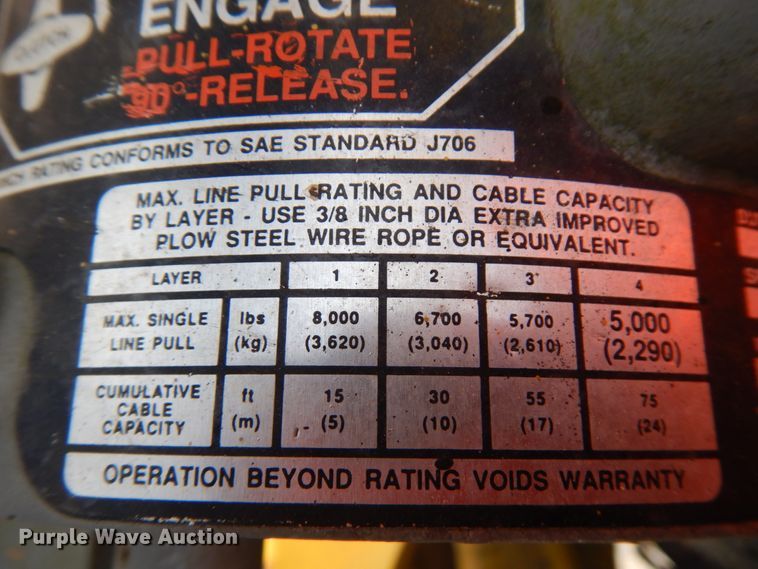 ENGAGE
PULL-ROTATE
90°-RELEASE.
RATING CONFORMS TO SAE STANDARD J706
MAX. LINE PULL RATING AND CABLE CAPACITY
BY LAYER - USE 3/8 INCH DIA EXTRA IMPROVED
PLOW STEEL WIRE ROPE OR EQUIVALENT.
LAYER 1 2 3 4
MAX. SINGLE LINE PULL lbs (kg) 8,000 (3,620) 6,700 (3,040) 5,700 (2,610) 5,000 (2,290)
CUMULATIVE CABLE CAPACITY ft (m) 15 (5) 30 (10) 55 (17) 75 (24)
OPERATION BEYOND RATING VOIDS WARRANTY
Purple Wave Auction